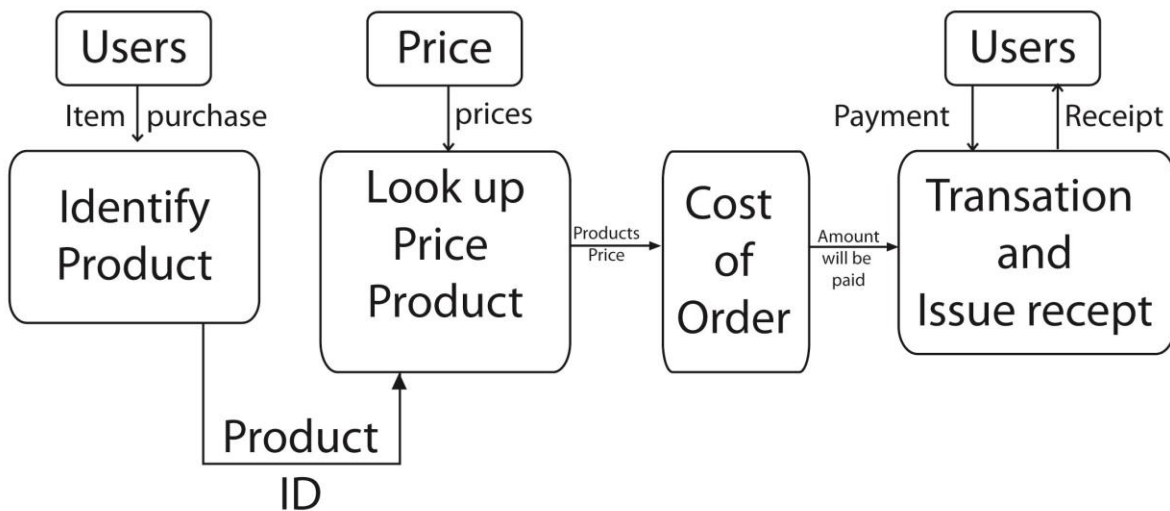 Users
Item purchase
Identify
Product
Product
ID
Price
prices
Look up
Price
Product
Products
Price
Cost
of
Order
Amount
will be
paid
Users
Payment
Receipt
Transation
and
Issue recept